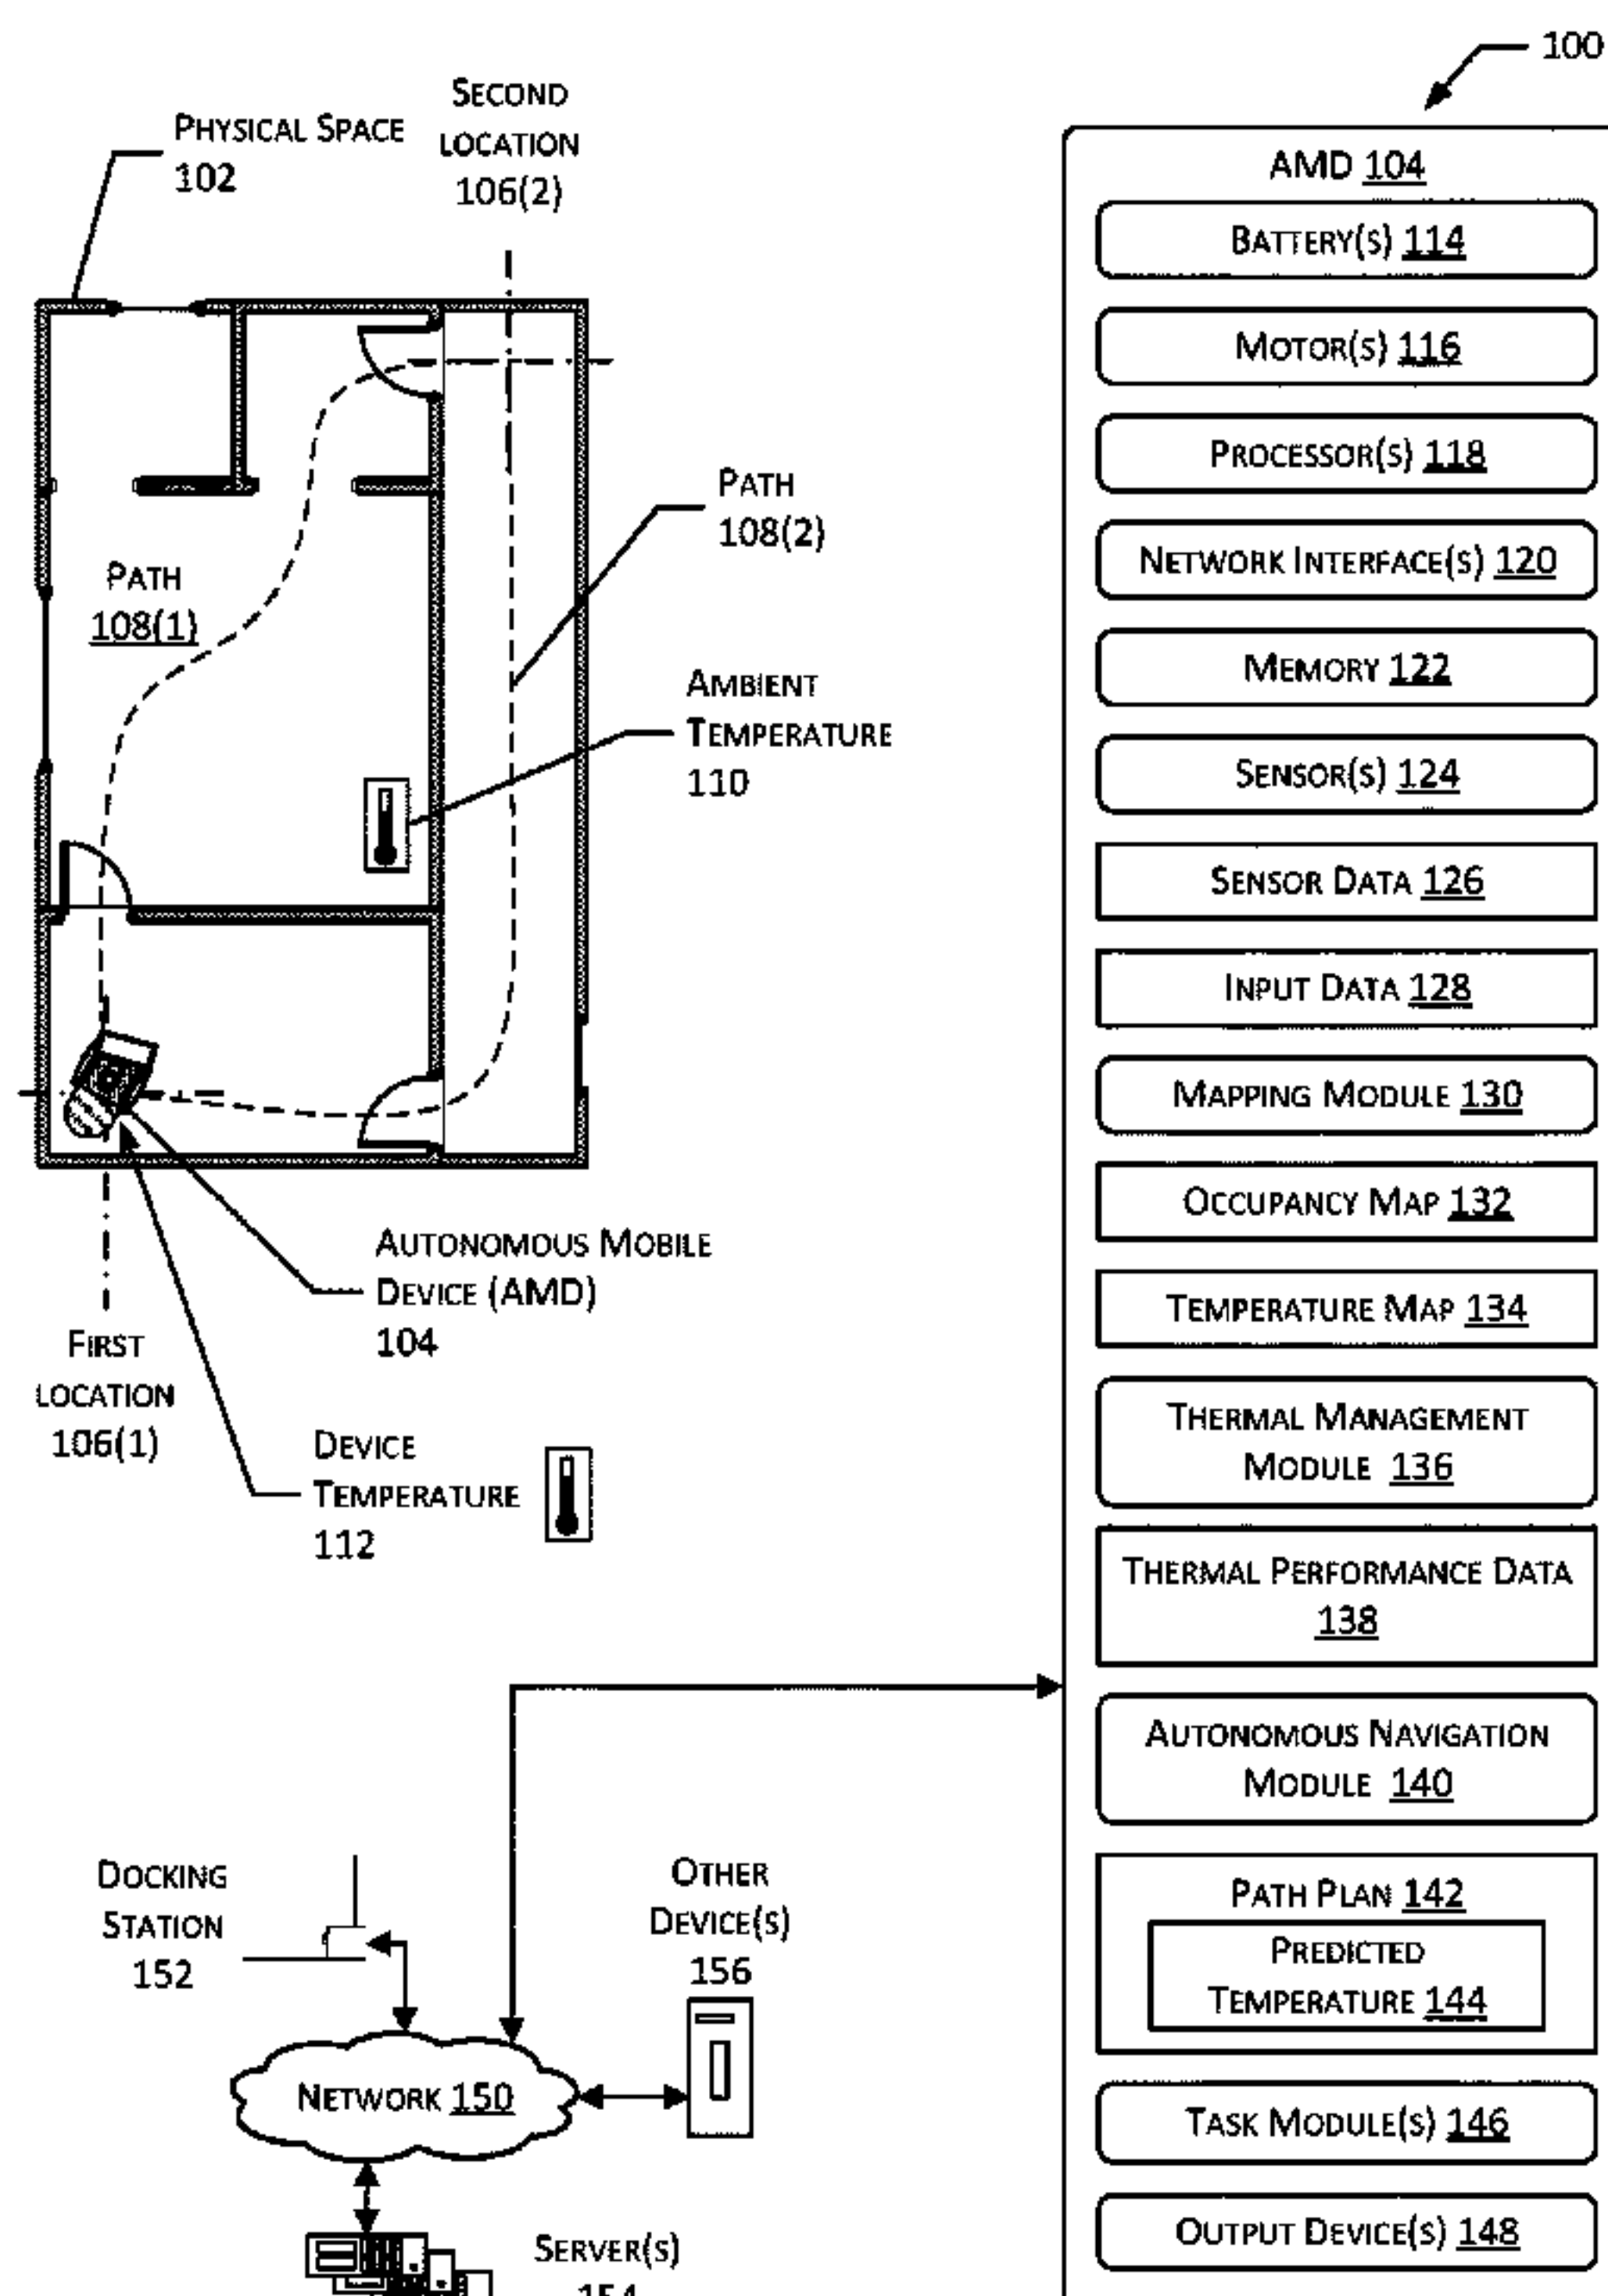 100
PHYSICAL SPACE
102
SECOND
LOCATION
106(2)
PATH
108(1)
PATH
108(2)
AMBIENT
TEMPERATURE
110
AUTONOMOUS MOBILE
DEVICE (AMD)
104
FIRST
LOCATION
106(1)
DEVICE
TEMPERATURE
112
DOCKING
STATION
152
OTHER
DEVICE(S)
156
NETWORK 150
SERVER(S)
154
AMD 104
BATTERY(S) 114
MOTOR(S) 116
PROCESSOR(S) 118
NETWORK INTERFACE(S) 120
MEMORY 122
SENSOR(S) 124
SENSOR DATA 126
INPUT DATA 128
MAPPING MODULE 130
OCCUPANCY MAP 132
TEMPERATURE MAP 134
THERMAL MANAGEMENT
MODULE 136
THERMAL PERFORMANCE DATA
138
AUTONOMOUS NAVIGATION
MODULE 140
PATH PLAN 142
PREDICTED
TEMPERATURE 144
TASK MODULE(S) 146
OUTPUT DEVICE(S) 148